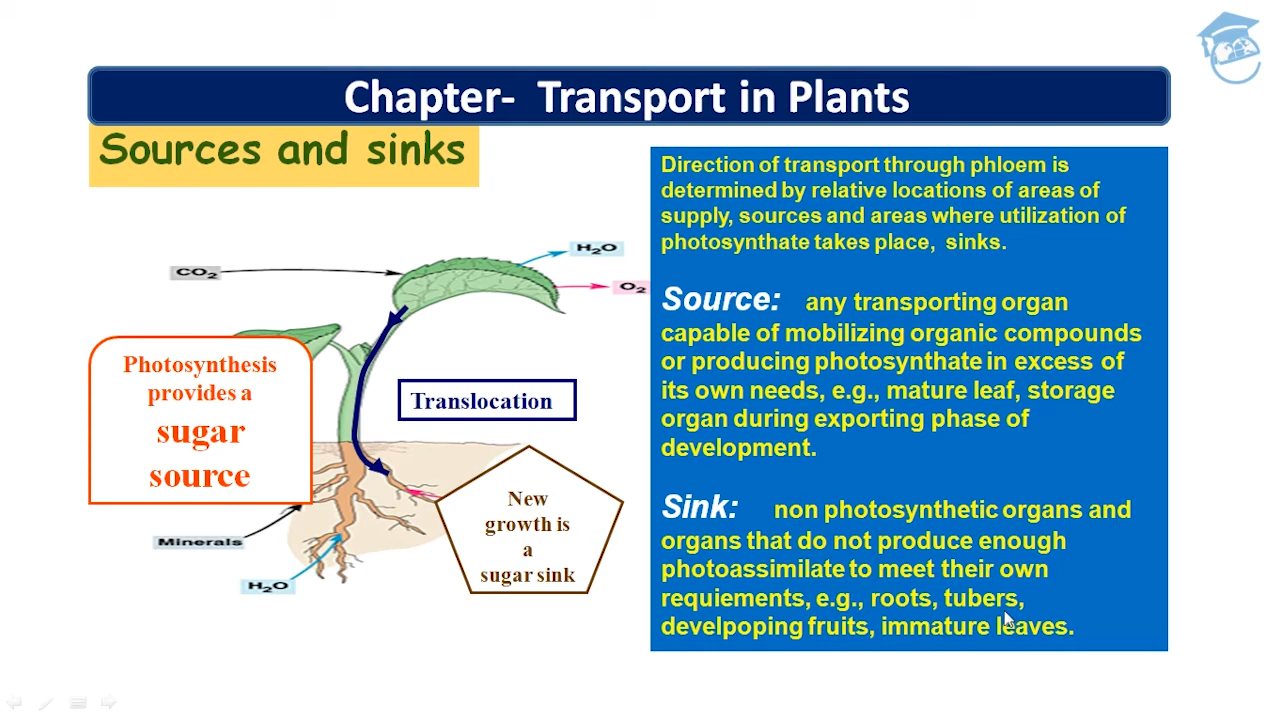 Chapter-  Transport in Plants
Sources and sinks
Direction of transport through phloem is
determined by relative locations of areas of
supply, sources and areas where utilization of
photosynthate takes place,  sinks.
Source:   any transporting organ
capable of mobilizing organic compounds
or producing photosynthate in excess of
its own needs, e.g., mature leaf, storage
organ during exporting phase of
development.
Sink:    non photosynthetic organs and
organs that do not produce enough
photoassimilate to meet their own
requiements, e.g., roots, tubers,
develpoping fruits, immature leaves.
H₂O
CO₂
O₂
Photosynthesis
provides a
sugar
source
Translocation
New
growth is
a
sugar sink
Minerals
H₂O